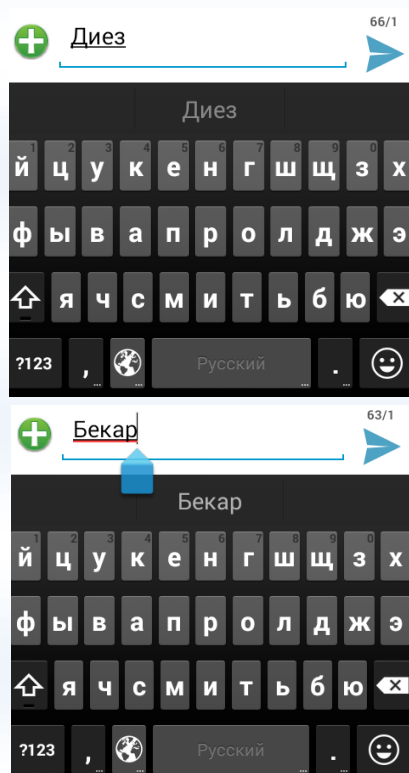 66/1
Диез
Диез
1 2 3 4 5 6 7 8 9 0
й ц у к е н г ш щ з х
ф ы в а п р о л д ж э
я ч с м и т ь б ю
?123 , ... ... Русский ... . ...
63/1
Бекар
Бекар
1 2 3 4 5 6 7 8 9 0
й ц у к е н г ш щ з х
ф ы в а п р о л д ж э
я ч с м и т ь б ю
?123 , ... ... Русский ... . ...